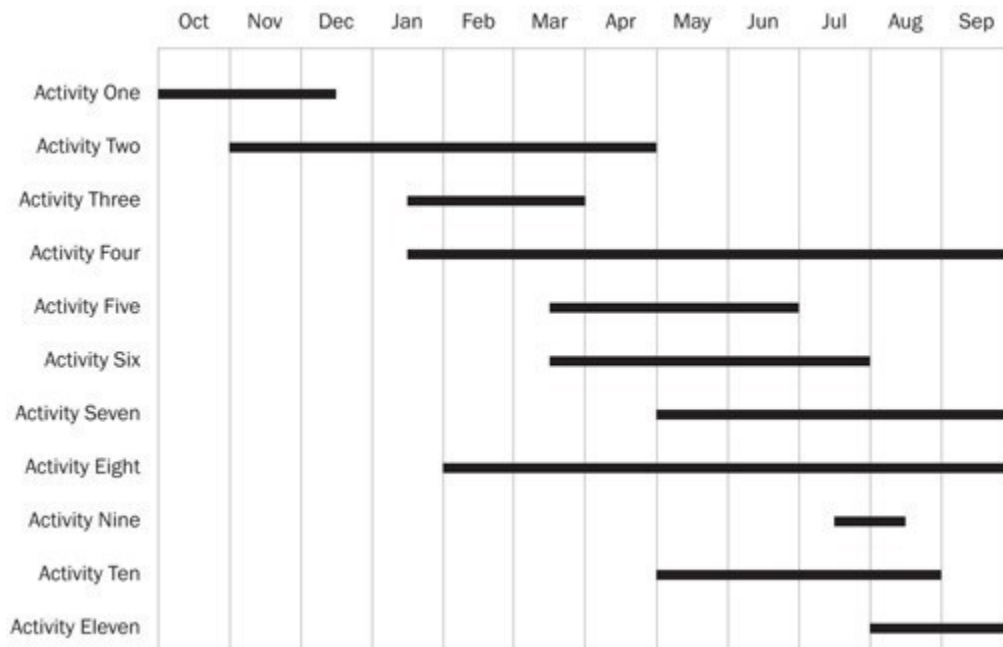 Oct Nov Dec Jan Feb Mar Apr May Jun Jul Aug Sep
Activity One
Activity Two
Activity Three
Activity Four
Activity Five
Activity Six
Activity Seven
Activity Eight
Activity Nine
Activity Ten
Activity Eleven